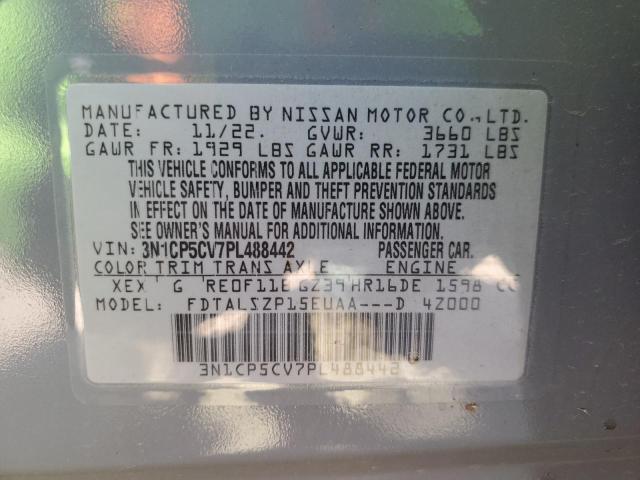 MANUFACTURED BY NISSAN MOTOR CO., LTD.
DATE: 11/22. GVWR: 3660 LBS
GAWR FR: 1929 LBS GAWR RR: 1731 LBS
THIS VEHICLE CONFORMS TO ALL APPLICABLE FEDERAL MOTOR
VEHICLE SAFETY, BUMPER AND THEFT PREVENTION STANDARDS
IN EFFECT ON THE DATE OF MANUFACTURE SHOWN ABOVE.
SEE OWNER'S MANUAL FOR ADDITIONAL INFORMATION
VIN: 3N1CP5CV7PL488442 PASSENGER CAR.
COLOR TRIM TRANS AXLE ENGINE
XEX G RE0F11B GZ39 HR16DE 1598 CC
MODEL: FDTALSZP15EUAA---D 42000
3N1CP5CV7PL488442